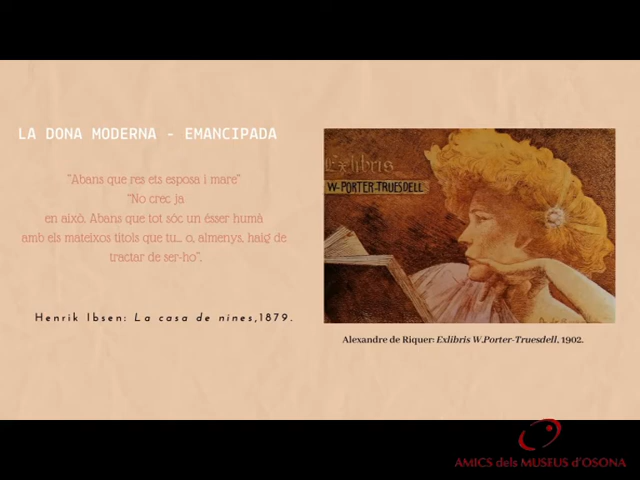 LA DONA MODERNA - EMANCIPADA
"Abans que res ets esposa i mare"
"No crec ja
en això. Abans que tot sóc un ésser humà
amb els mateixos títols que tu... o, almenys, haig de
tractar de ser-ho".
Henrik Ibsen: La casa de nines,1879.
Exlibris
W-PORTER-TRUESDELL
Alexandre de Riquer: Exlibris W.Porter-Truesdell, 1902.
AMICS dels MUSEUS d'OSONA